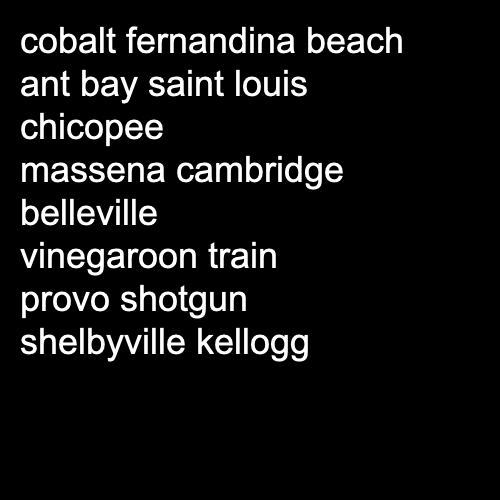 cobalt fernandina beach
ant bay saint louis
chicopee
massena cambridge
belleville
vinegaroon train
provo shotgun
shelbyville kellogg